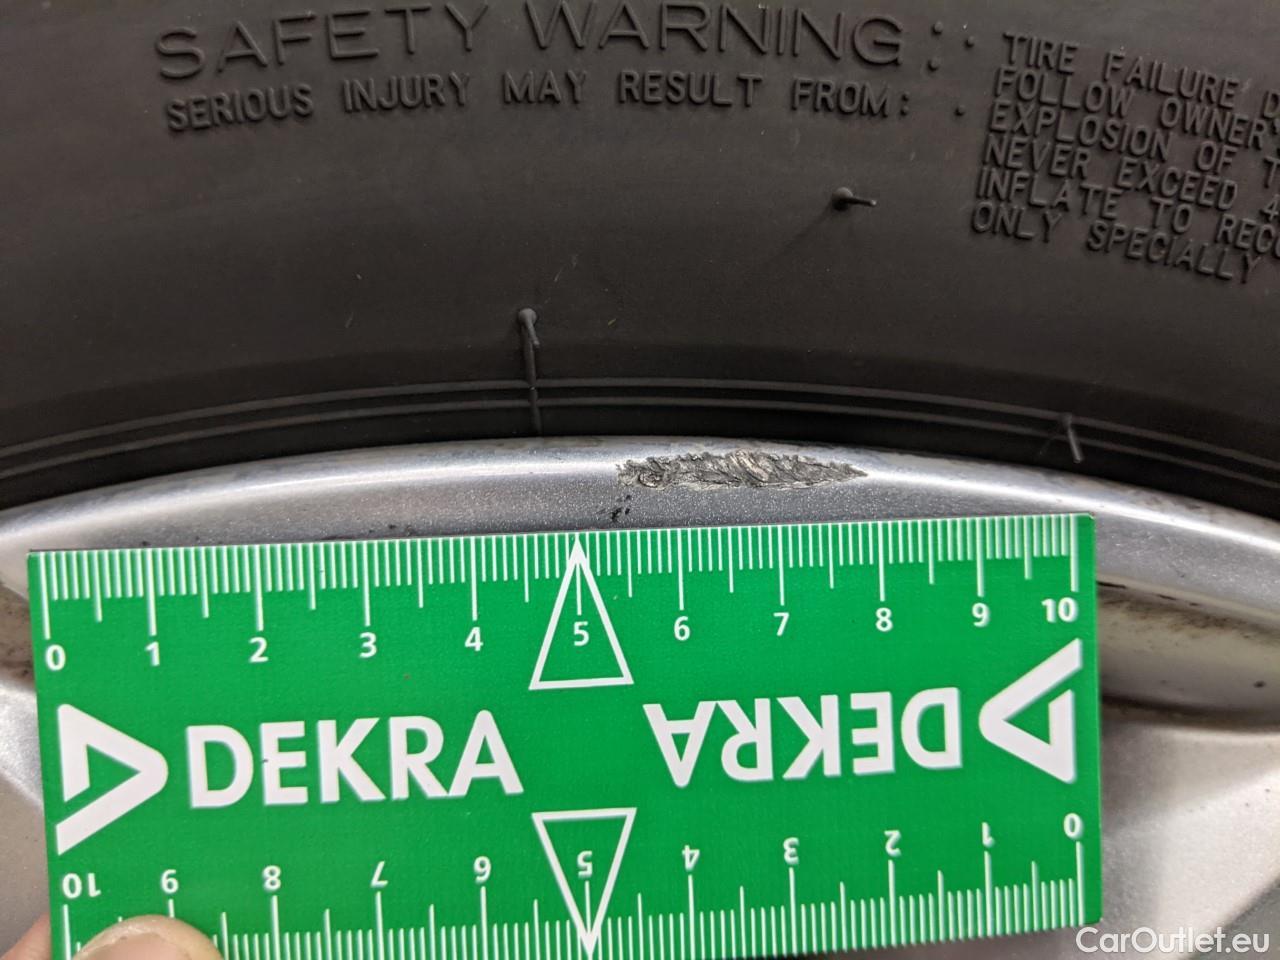 SAFETY WARNING:
SERIOUS INJURY MAY RESULT FROM:
· TIRE FAILURE D
FOLLOW OWNER'
· EXPLOSION OF T
NEVER EXCEED 4
INFLATE TO RECO
ONLY SPECIALLY
0 1 2 3 4 5 6 7 8 9 10
DEKRA DEKRA
10 9 8 7 6 5 4 3 2 1 0
CarOutlet.eu